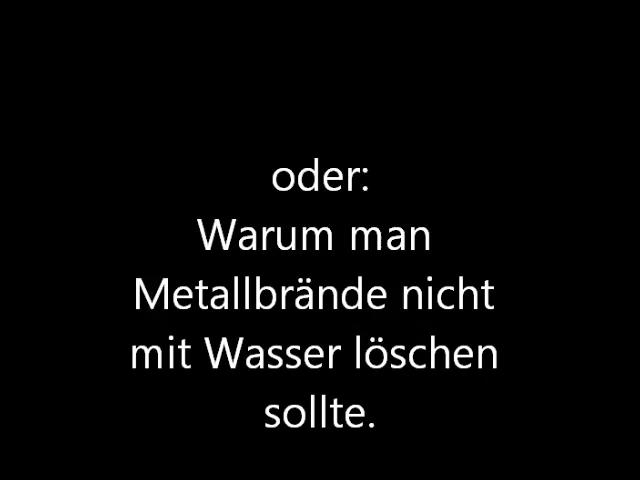 oder:
Warum man
Metallbrände nicht
mit Wasser löschen
sollte.